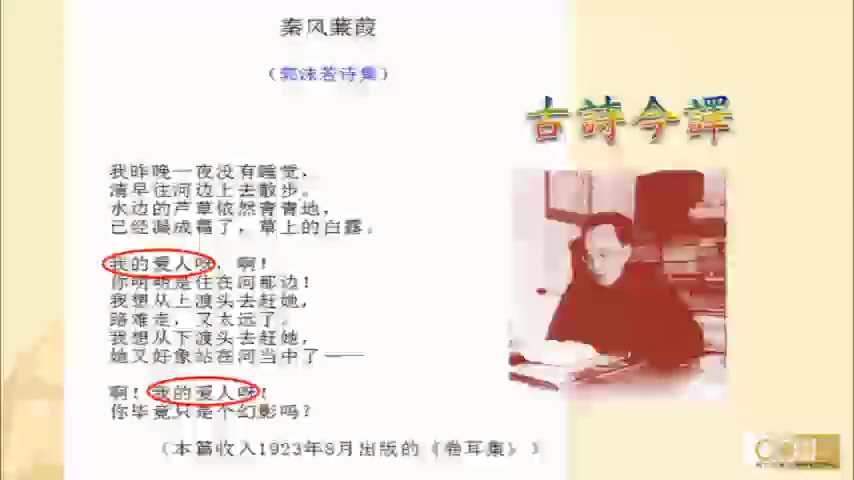 秦风蒹葭
（郭沫若诗集）
古詩今譯
我昨晚一夜没有睡觉，
清早往河边上去散步。
水边的芦草依然青青地，
已经凝成霜了，草上的白露。
我的爱人呀，啊！
你明明是住在河那边！
我想从上渡头去赶她，
路难走，又太远了。
我想从下渡头去赶她，
她又好像站在河当中了——
啊！我的爱人呀！
你毕竟只是个幻影吗？
（本篇收入1923年8月出版的《卷耳集》）